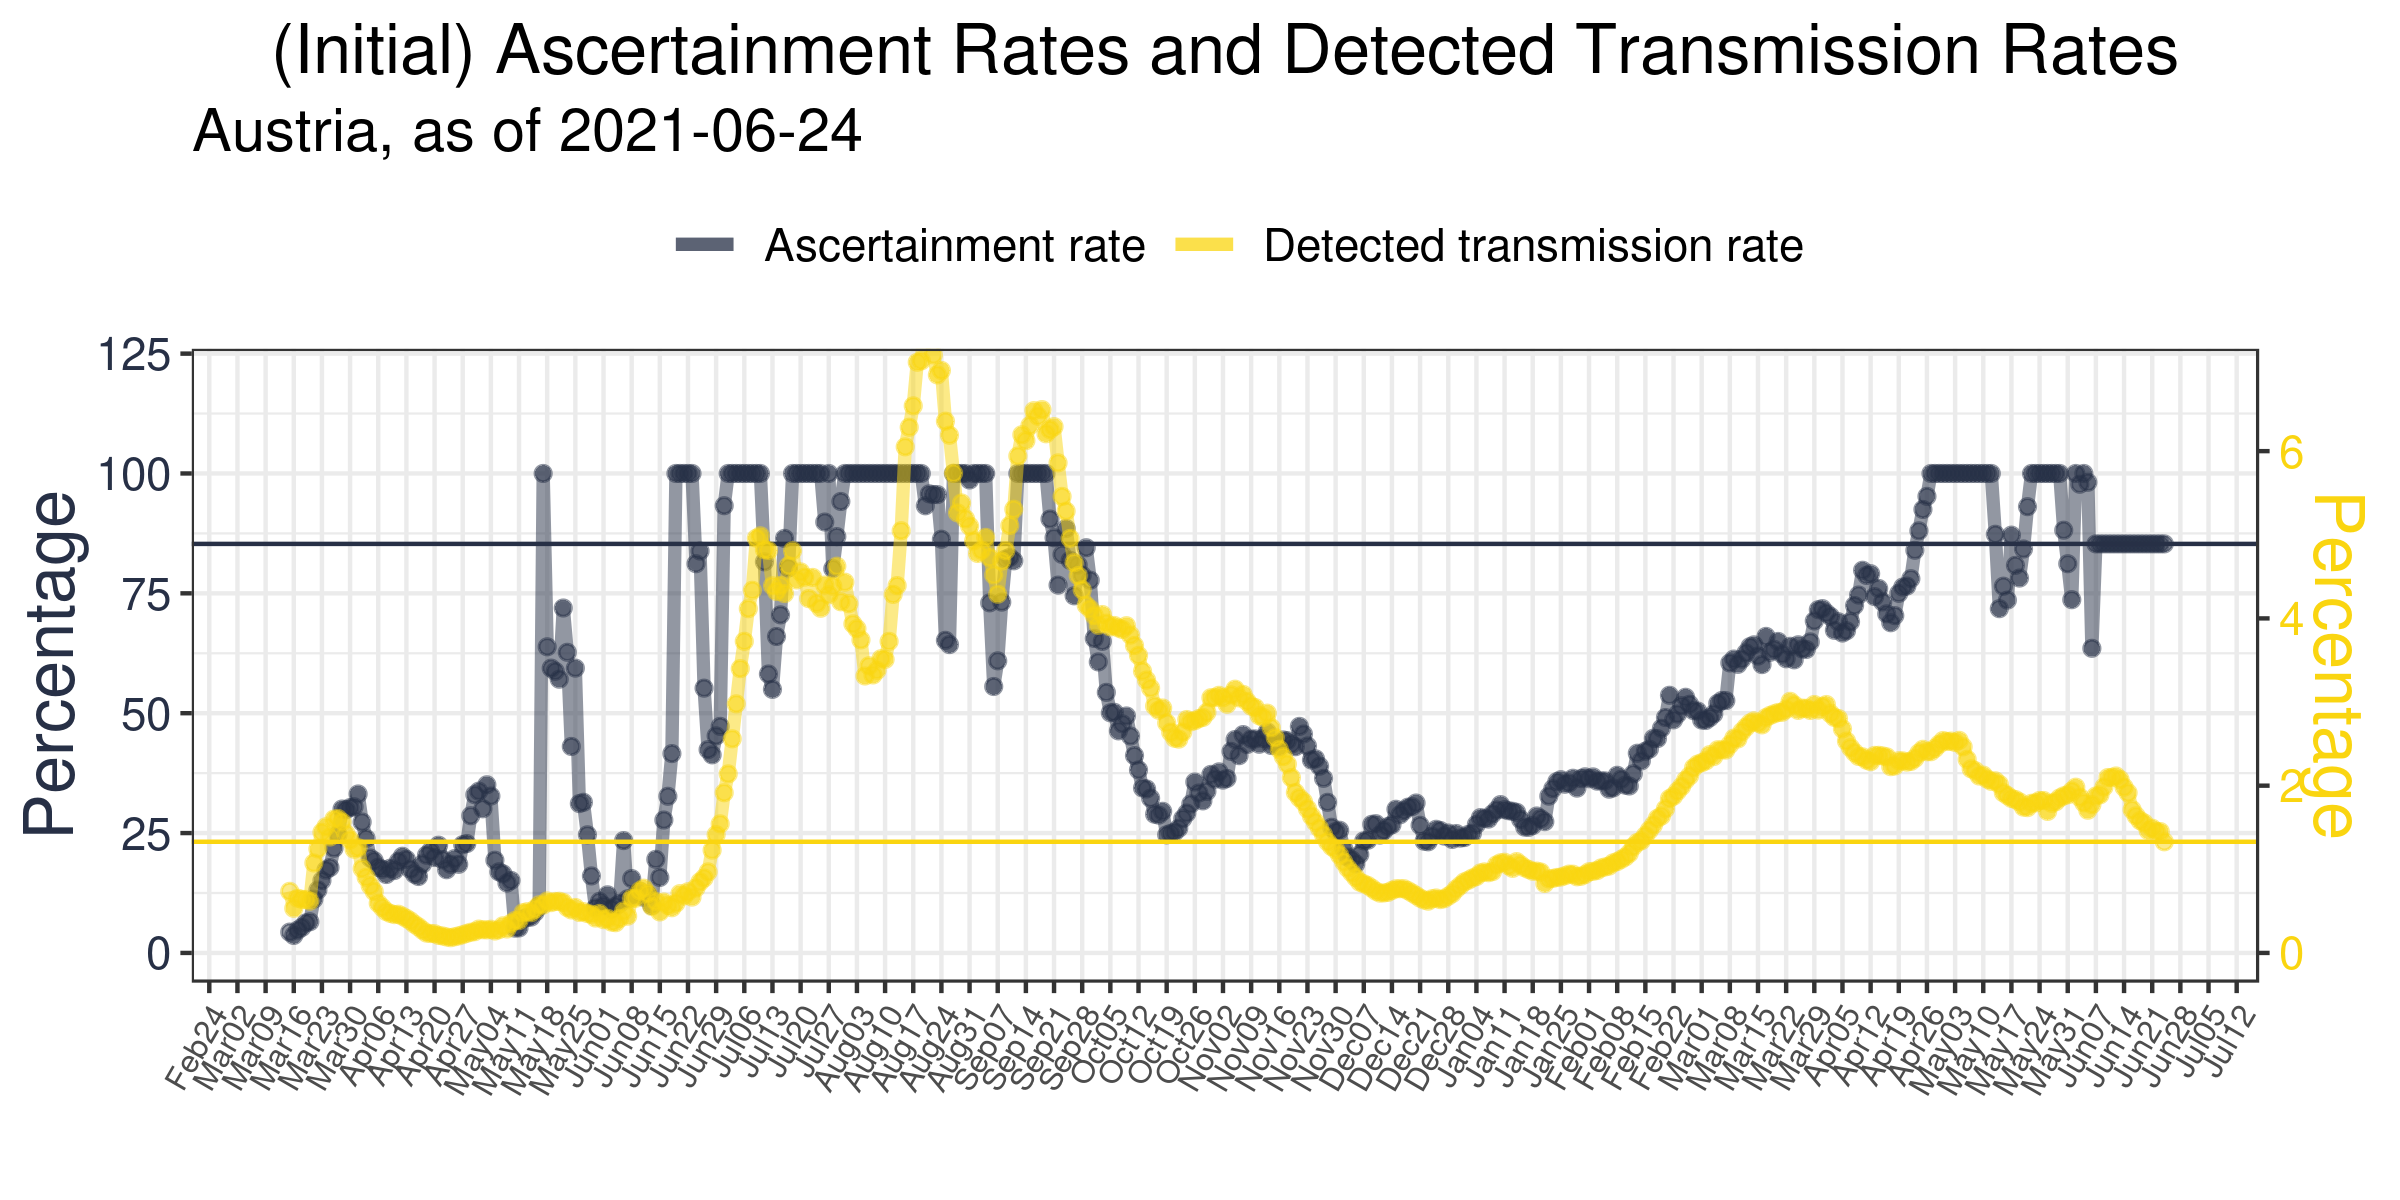 (Initial) Ascertainment Rates and Detected Transmission Rates
Austria, as of 2021-06-24
Ascertainment rate
Detected transmission rate
125
100
75
50
25
0
Percentage
6
4
2
0
Percentage
Feb24
Mar02
Mar09
Mar16
Mar23
Mar30
Apr06
Apr13
Apr20
Apr27
May04
May11
May18
May25
Jun01
Jun08
Jun15
Jun22
Jun29
Jul06
Jul13
Jul20
Jul27
Aug03
Aug10
Aug17
Aug24
Aug31
Sep07
Sep14
Sep21
Sep28
Oct05
Oct12
Oct19
Oct26
Nov02
Nov09
Nov16
Nov23
Nov30
Dec07
Dec14
Dec21
Dec28
Jan04
Jan11
Jan18
Jan25
Feb01
Feb08
Feb15
Feb22
Mar01
Mar08
Mar15
Mar22
Mar29
Apr05
Apr12
Apr19
Apr26
May03
May10
May17
May24
May31
Jun07
Jun14
Jun21
Jun28
Jul05
Jul12